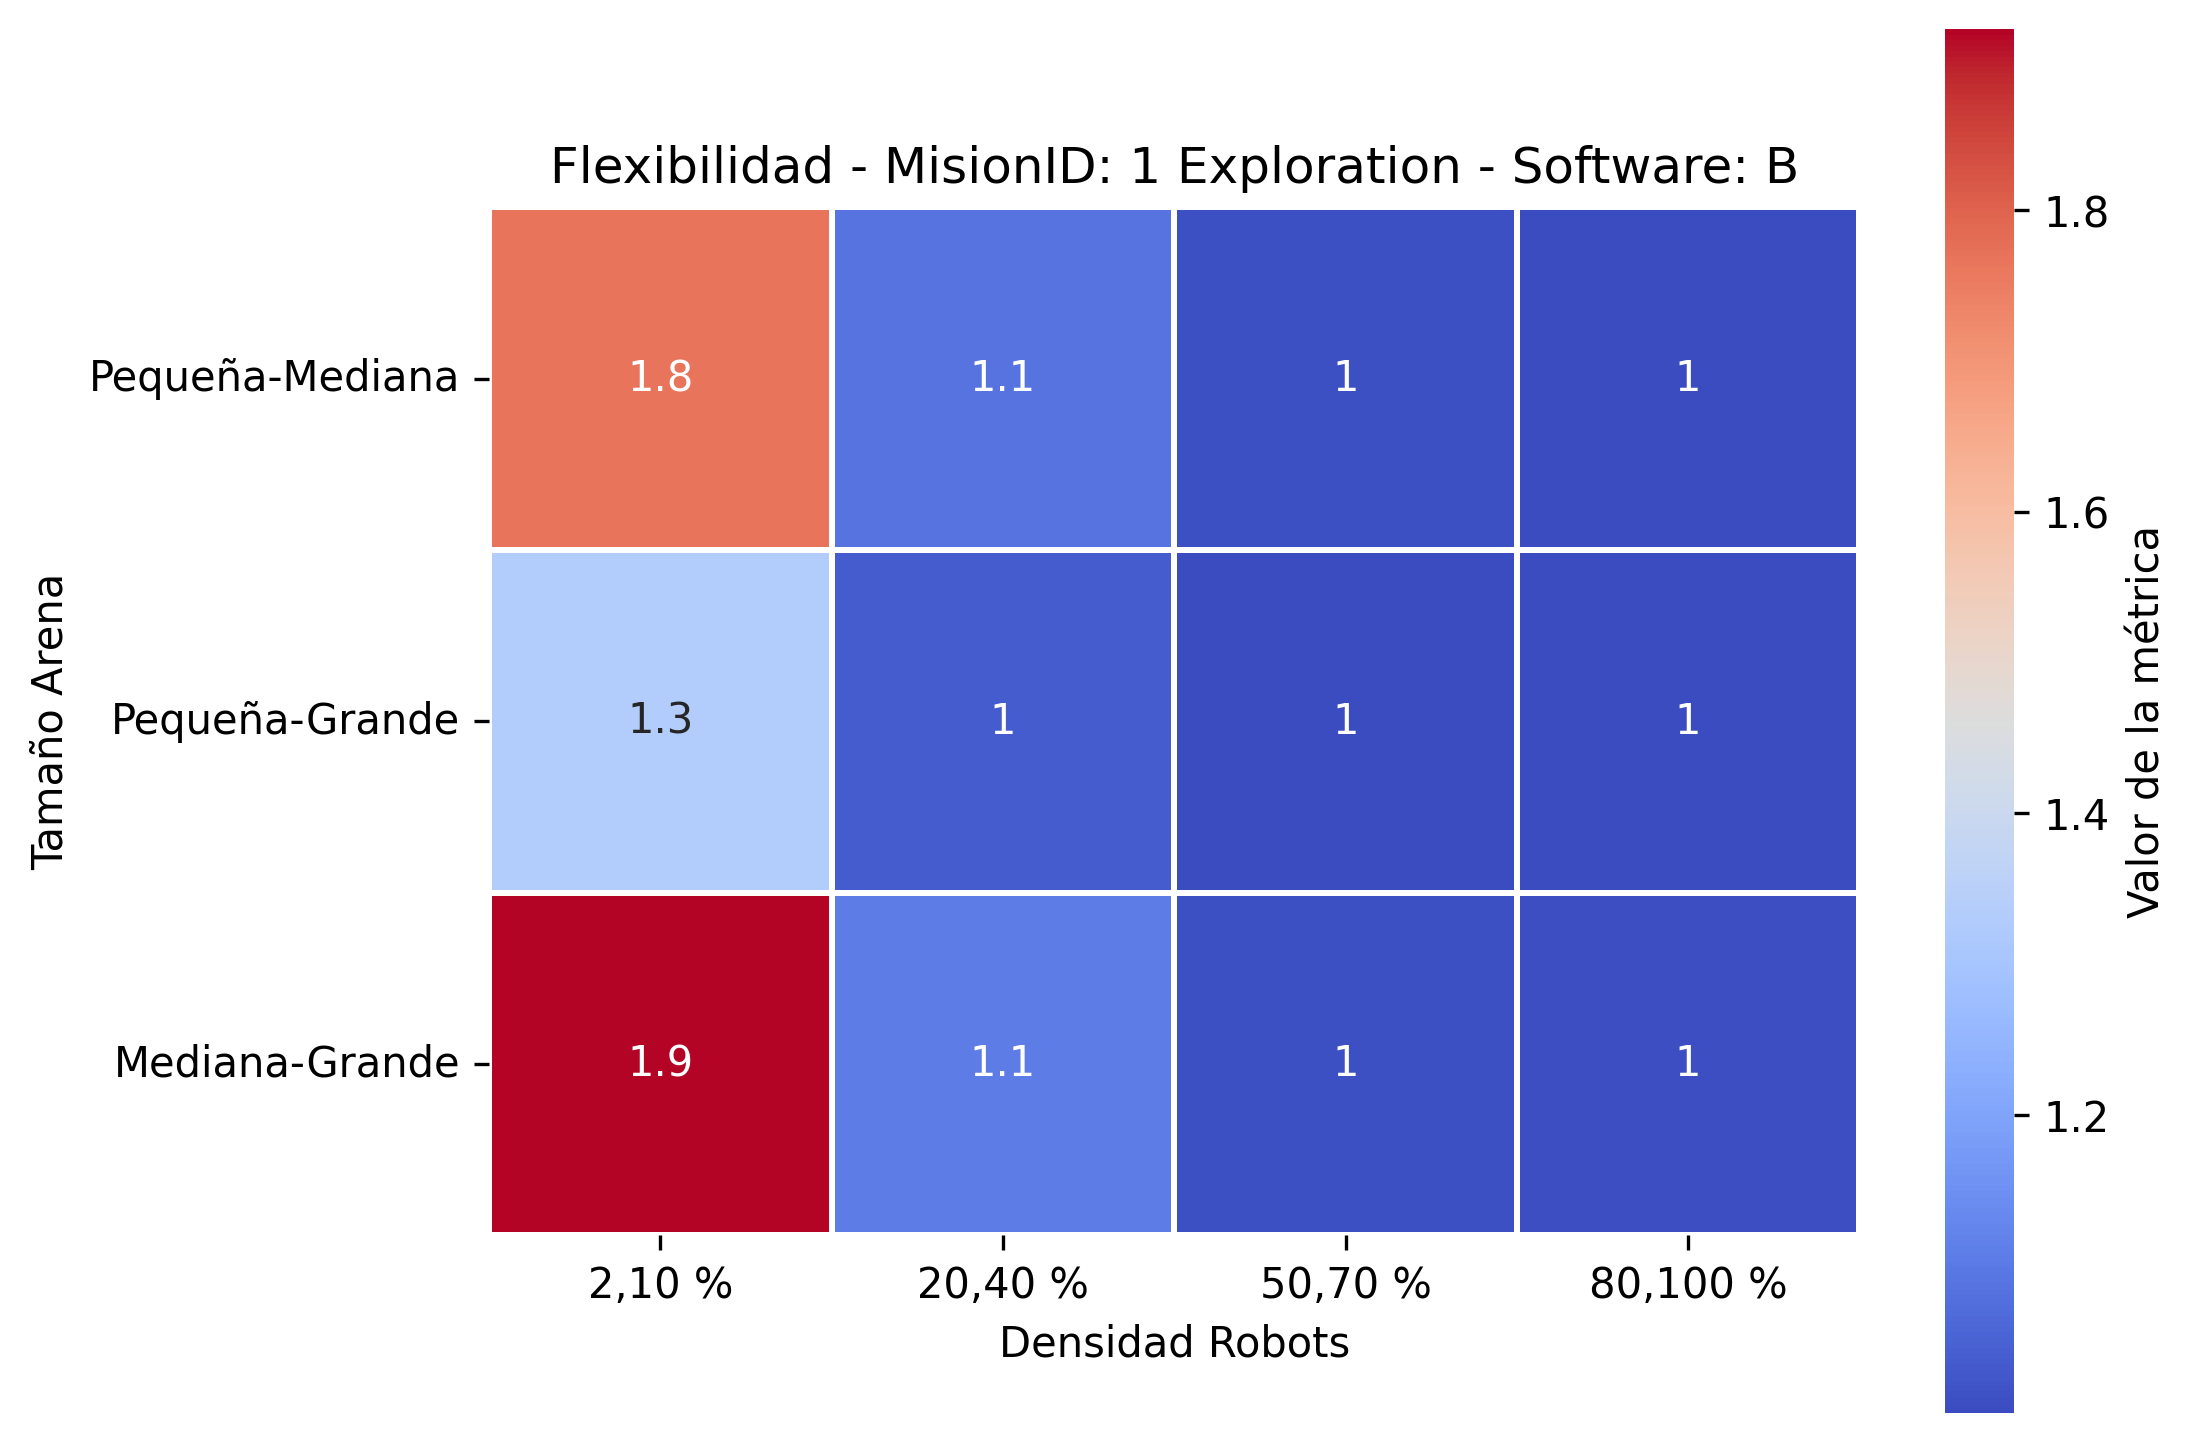 Flexibilidad - MisionID: 1 Exploration - Software: B
Tamaño Arena
Pequeña-Mediana 1.8 1.1 1 1
Pequeña-Grande 1.3 1 1 1
Mediana-Grande 1.9 1.1 1 1
2,10 % 20,40 % 50,70 % 80,100 %
Densidad Robots
1.8
1.6
1.4
1.2
Valor de la métrica